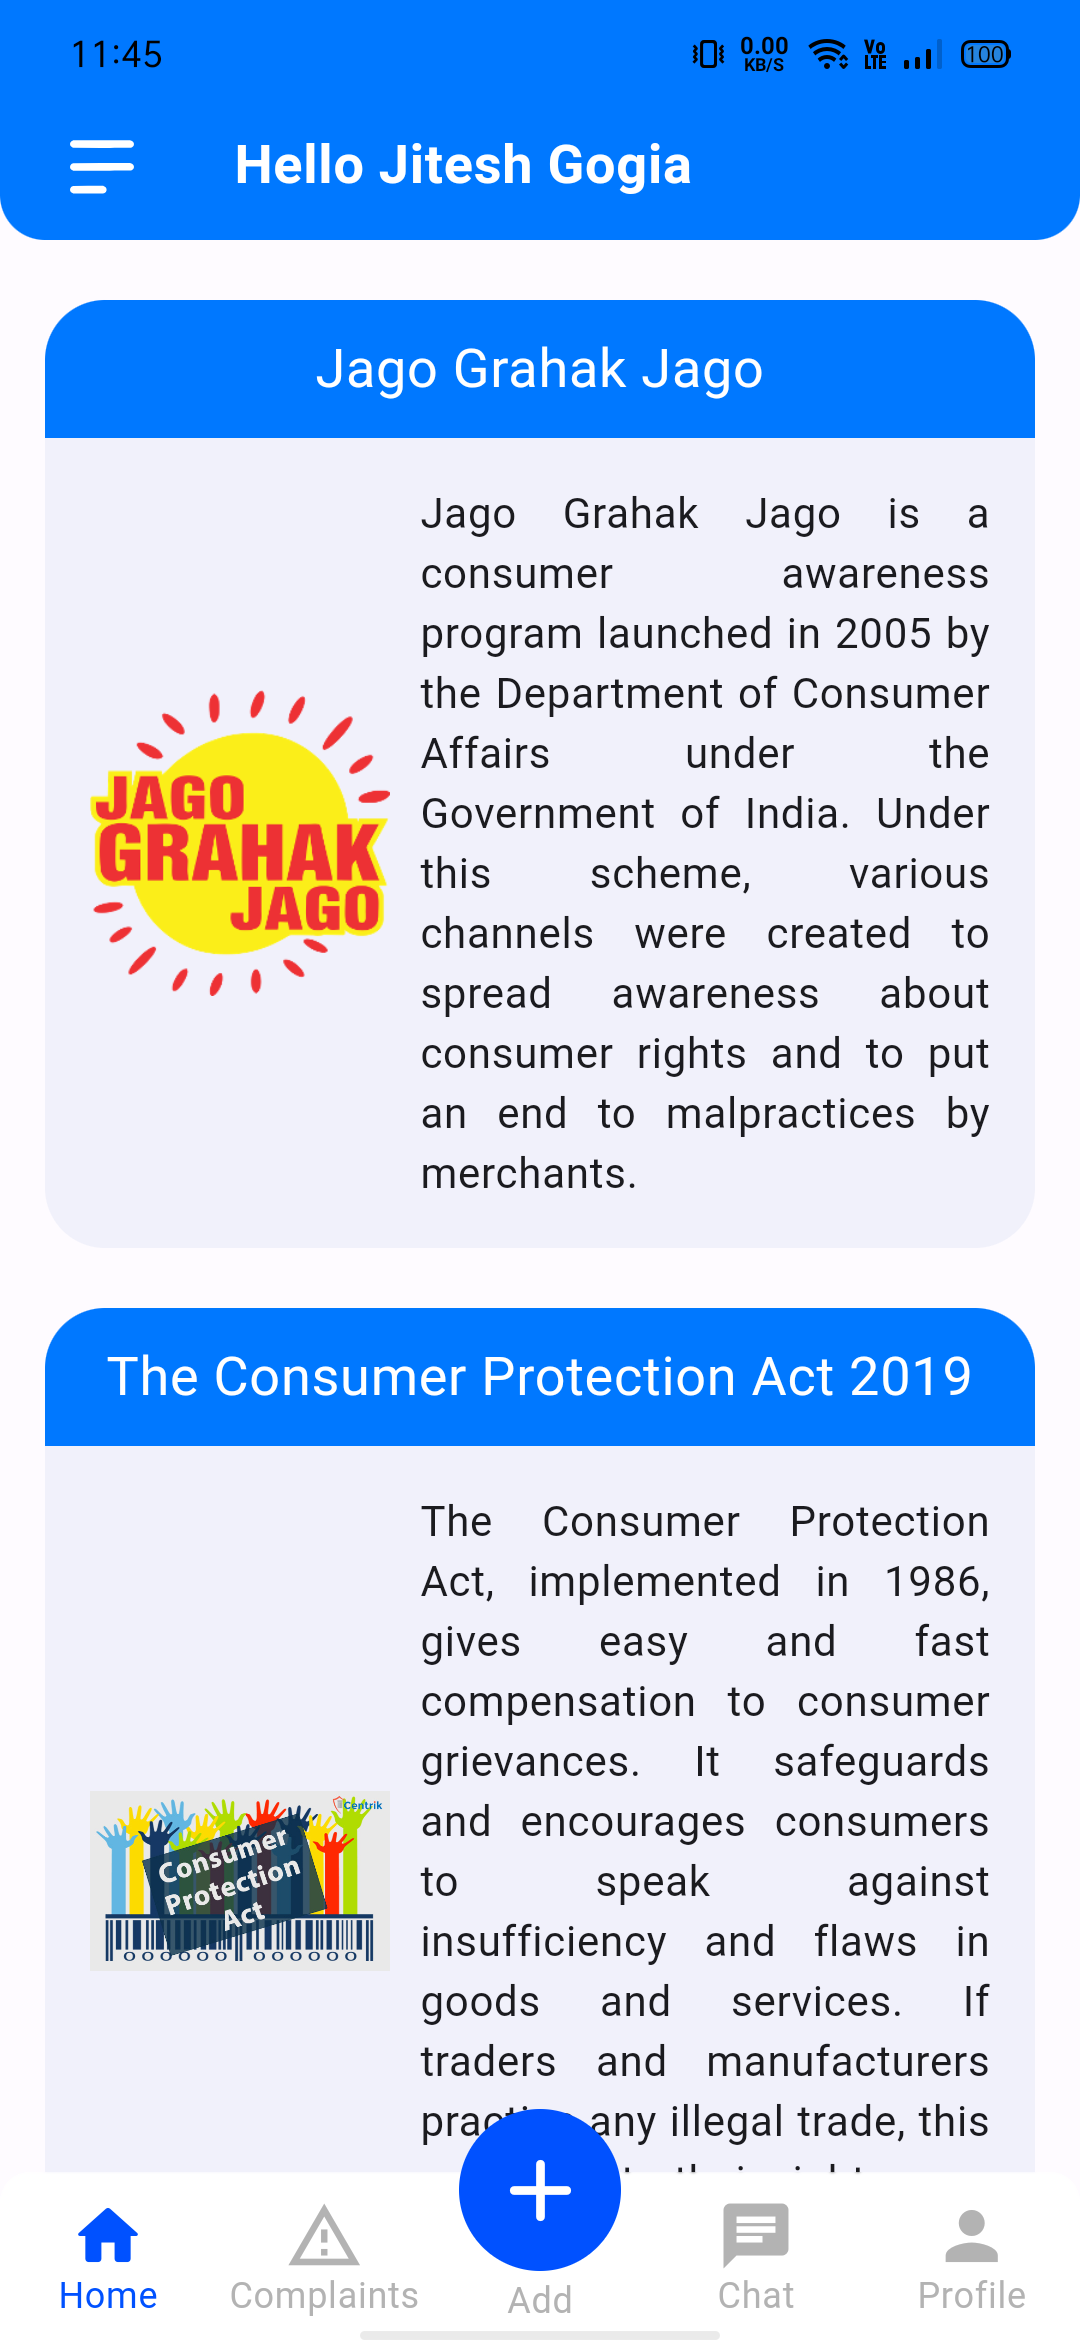 11:45
0.00
KB/S
Vo
LTE
100
Hello Jitesh Gogia
Jago Grahak Jago
JAGO
GRAHAK
JAGO
Jago Grahak Jago is a
consumer awareness
program launched in 2005 by
the Department of Consumer
Affairs under the
Government of India. Under
this scheme, various
channels were created to
spread awareness about
consumer rights and to put
an end to malpractices by
merchants.
The Consumer Protection Act 2019
Centrik
Consumer
Protection
Act
The Consumer Protection
Act, implemented in 1986,
gives easy and fast
compensation to consumer
grievances. It safeguards
and encourages consumers
to speak against
insufficiency and flaws in
goods and services. If
traders and manufacturers
any illegal trade, this
Home
Complaints
Add
Chat
Profile